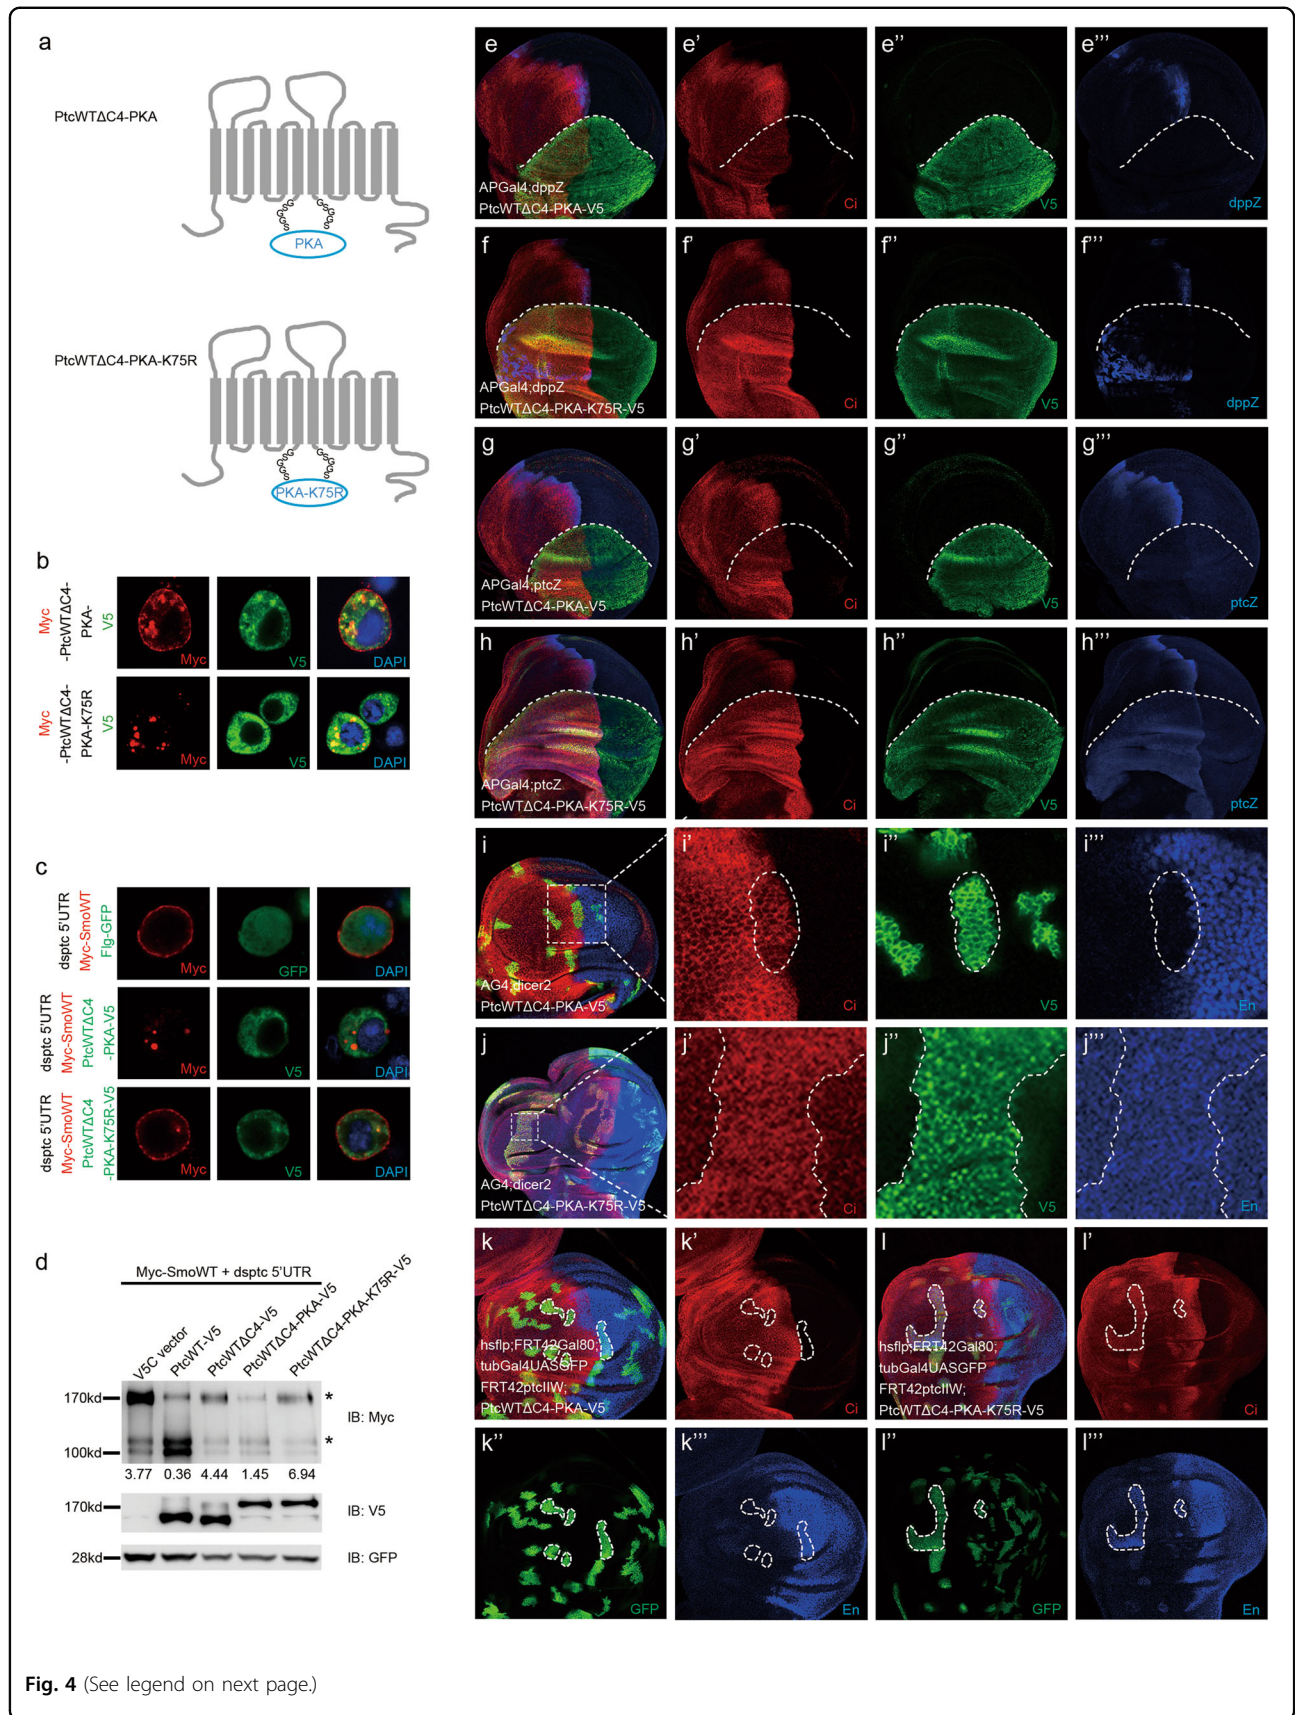 a
PtcWTΔC4-PKA
GSGGS
GSGGS
PKA
PtcWTΔC4-PKA-K75R
GSGGS
GSGGS
PKA-K75R
b
Myc
-PtcWTΔC4-
PKA-
V5
Myc
V5
DAPI
Myc
-PtcWTΔC4-
PKA-K75R
V5
Myc
V5
DAPI
c
dsptc 5'UTR
Myc-SmoWT
Flg-GFP
Myc
GFP
DAPI
dsptc 5'UTR
Myc-SmoWT
PtcWTΔC4
-PKA-V5
Myc
V5
DAPI
dsptc 5'UTR
Myc-SmoWT
PtcWTΔC4
-PKA-K75R-V5
Myc
V5
DAPI
d
Myc-SmoWT + dsptc 5'UTR
V5C vector
PtcWT-V5
PtcWTΔC4-V5
PtcWTΔC4-PKA-V5
PtcWTΔC4-PKA-K75R-V5
170kd
*
IB: Myc
*
100kd
3.77 0.36 4.44 1.45 6.94
170kd
IB: V5
28kd
IB: GFP
e
APGal4;dppZ
PtcWTΔC4-PKA-V5
e'
Ci
e''
V5
e'''
dppZ
f
APGal4;dppZ
PtcWTΔC4-PKA-K75R-V5
f'
Ci
f''
V5
f'''
dppZ
g
APGal4;ptcZ
PtcWTΔC4-PKA-V5
g'
Ci
g''
V5
g'''
ptcZ
h
APGal4;ptcZ
PtcWTΔC4-PKA-K75R-V5
h'
Ci
h''
V5
h'''
ptcZ
i
AG4;dicer2
PtcWTΔC4-PKA-V5
i'
Ci
i''
V5
i'''
En
j
AG4;dicer2
PtcWTΔC4-PKA-K75R-V5
j'
Ci
j''
V5
j'''
En
k
hsflp;FRT42Gal80;
tubGal4UASGFP
FRT42ptcIIW;
PtcWTΔC4-PKA-V5
k'
Ci
l
hsflp;FRT42Gal80;
tubGal4UASGFP
FRT42ptcIIW;
PtcWTΔC4-PKA-K75R-V5
l'
Ci
k''
GFP
k'''
En
l''
GFP
l'''
En
Fig. 4 (See legend on next page.)